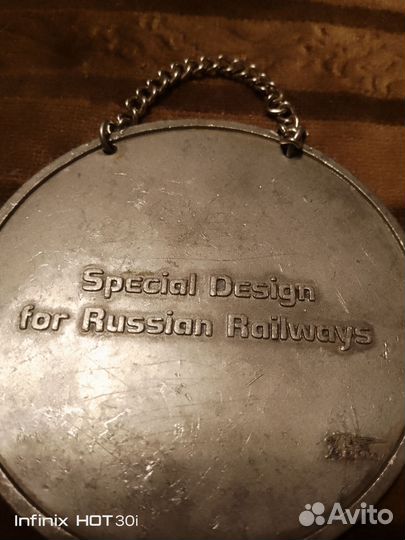 Special Design
for Russian Railways
Infinix HOT 30i
Avito